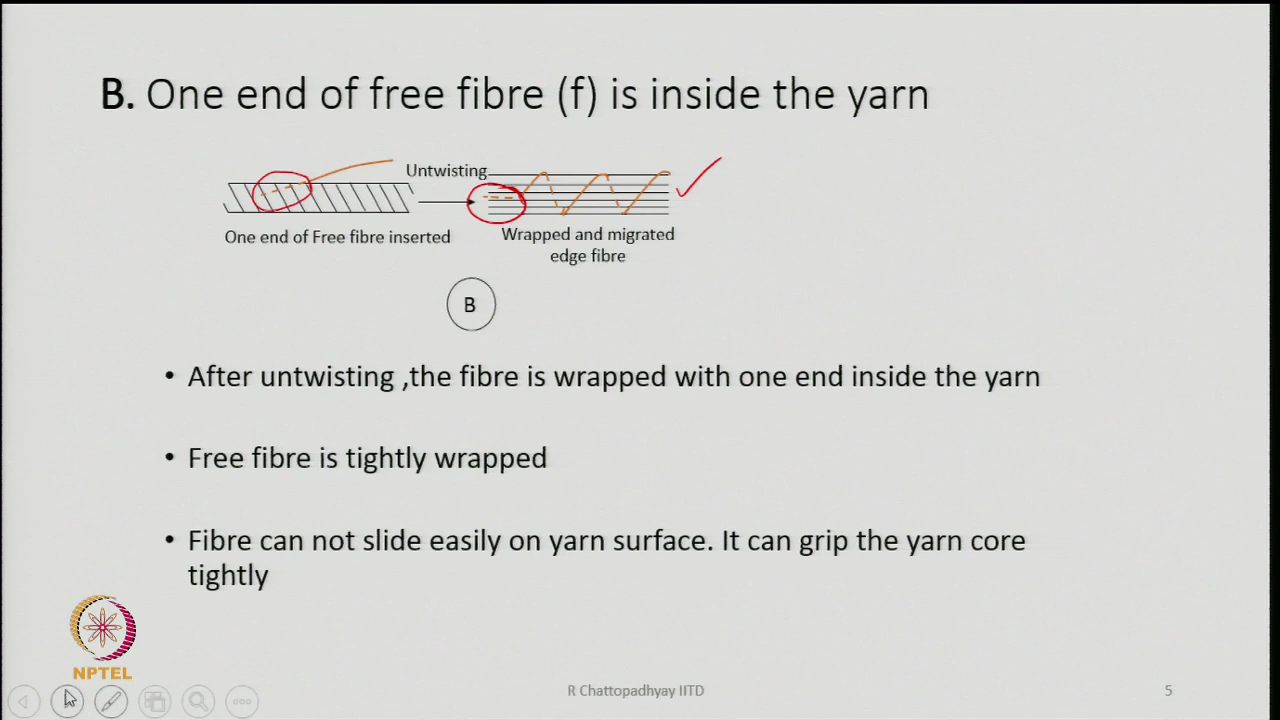 B. One end of free fibre (f) is inside the yarn
Untwisting
One end of Free fibre inserted
Wrapped and migrated
edge fibre
B
• After untwisting ,the fibre is wrapped with one end inside the yarn
• Free fibre is tightly wrapped
• Fibre can not slide easily on yarn surface. It can grip the yarn core
tightly
NPTEL
R Chattopadhyay IITD
5